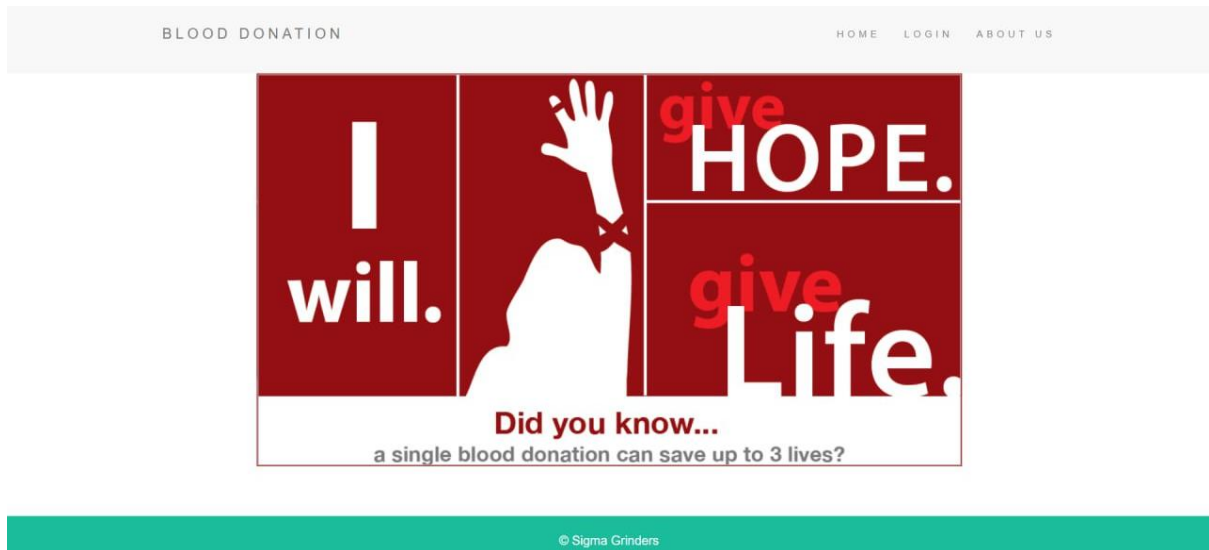 BLOOD DONATION
HOME LOGIN ABOUT US
I
will.
give
HOPE.
give
Life.
Did you know...
a single blood donation can save up to 3 lives?
© Sigma Grinders